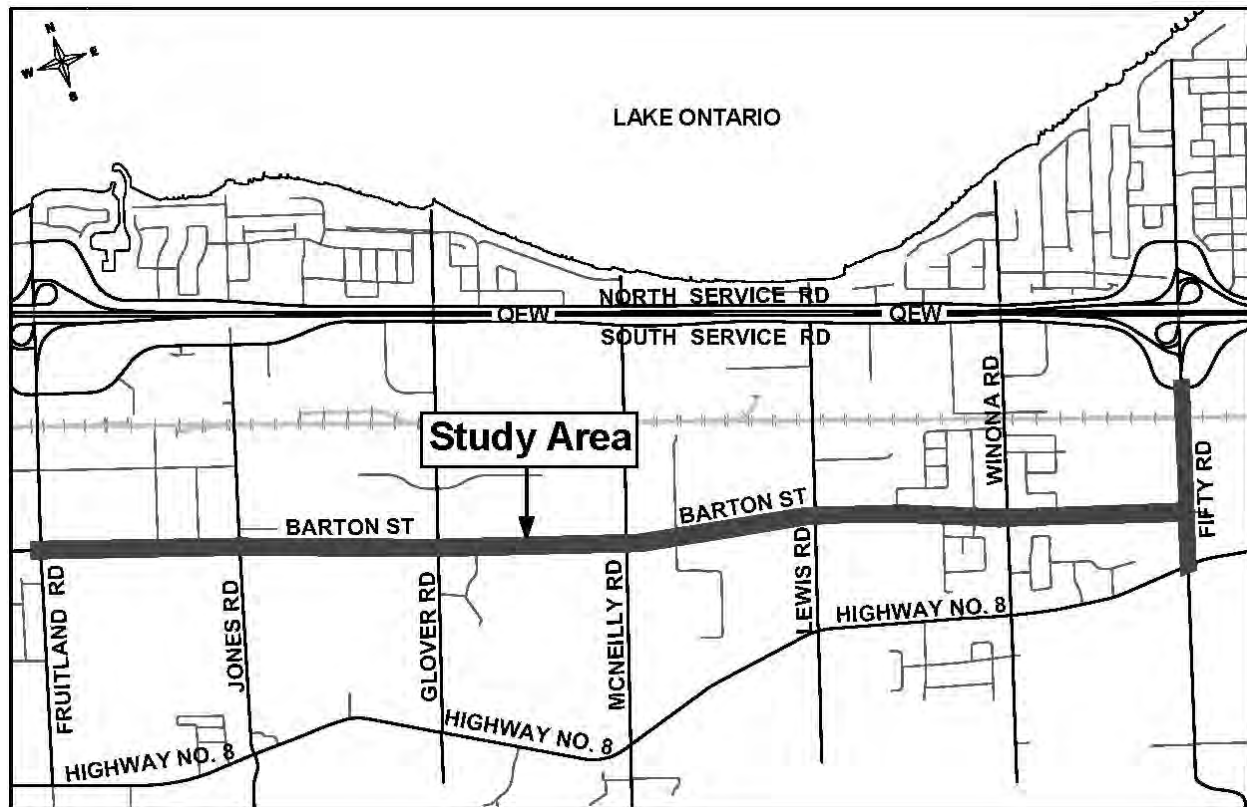 N
W E
S
LAKE ONTARIO
NORTH SERVICE RD
QEW QEW
SOUTH SERVICE RD
Study Area
WINONA RD
FIFTY RD
BARTON ST
BARTON ST
LEWIS RD
FRUITLAND RD
JONES RD
GLOVER RD
MCNEILLY RD
HIGHWAY NO. 8
HIGHWAY NO. 8
HIGHWAY NO. 8